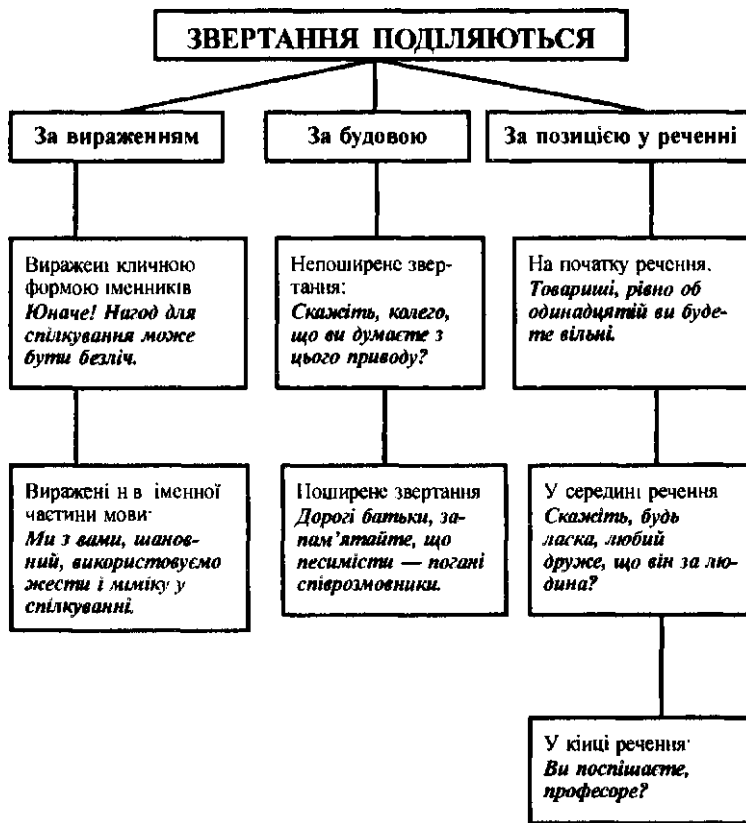 ЗВЕРТАННЯ ПОДІЛЯЮТЬСЯ
За вираженням
За будовою
За позицією у реченні
Виражені кличною
формою іменників
Юначе! Нагод для
спілкування може
бути безліч.
Непоширене звер-
тання:
Скажіть, колего,
що ви думаєте з
цього приводу?
На початку речення.
Товариші, рівно об
одинадцятій ви буде-
те вільні.
Виражені н в іменної
частини мови
Ми з вами, шанов-
ний, використовуємо
жести і міміку у
спілкуванні.
Поширене звертання
Дорогі батьки, за-
пам'ятайте, що
песимісти — погані
співрозмовники.
У середині речення
Скажіть, будь
ласка, любий
друже, що він за лю-
дина?
У кінці речення
Ви поспішаєте,
професоре?